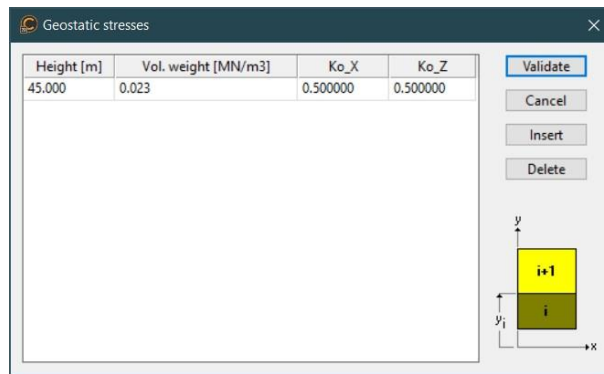 Geostatic stresses
Height [m] Vol. weight [MN/m3] Ko_X Ko_Z
45.000 0.023 0.500000 0.500000
Validate
Cancel
Insert
Delete
y
i+1
i
yi
x